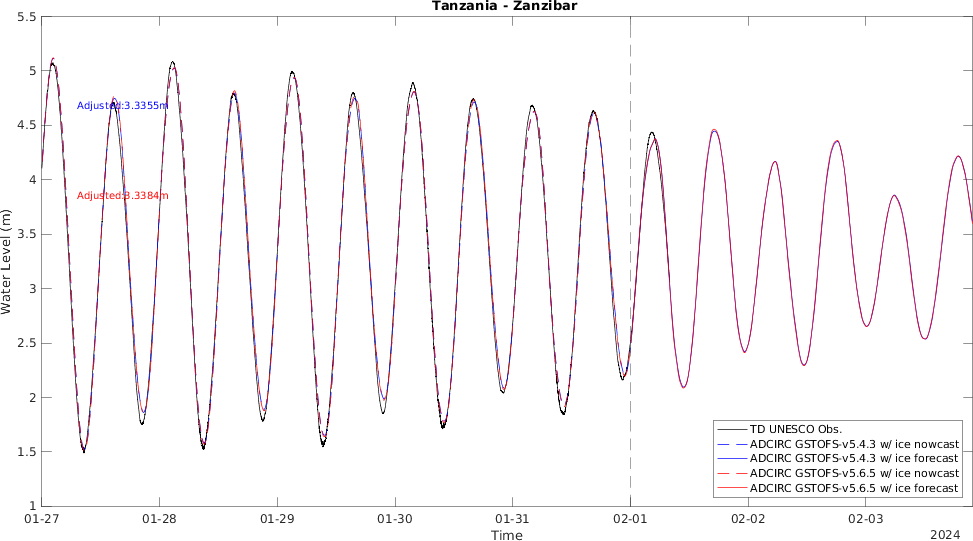 Tanzania - Zanzibar
5.5
5
4.5
4
3.5
3
2.5
2
1.5
1
Water Level (m)
Adjusted:3.3355m
Adjusted:3.3384m
TD UNESCO Obs.
ADCIRC GSTOFS-v5.4.3 w/ ice nowcast
ADCIRC GSTOFS-v5.4.3 w/ ice forecast
ADCIRC GSTOFS-v5.6.5 w/ ice nowcast
ADCIRC GSTOFS-v5.6.5 w/ ice forecast
01-27 01-28 01-29 01-30 01-31 02-01 02-02 02-03
Time
2024